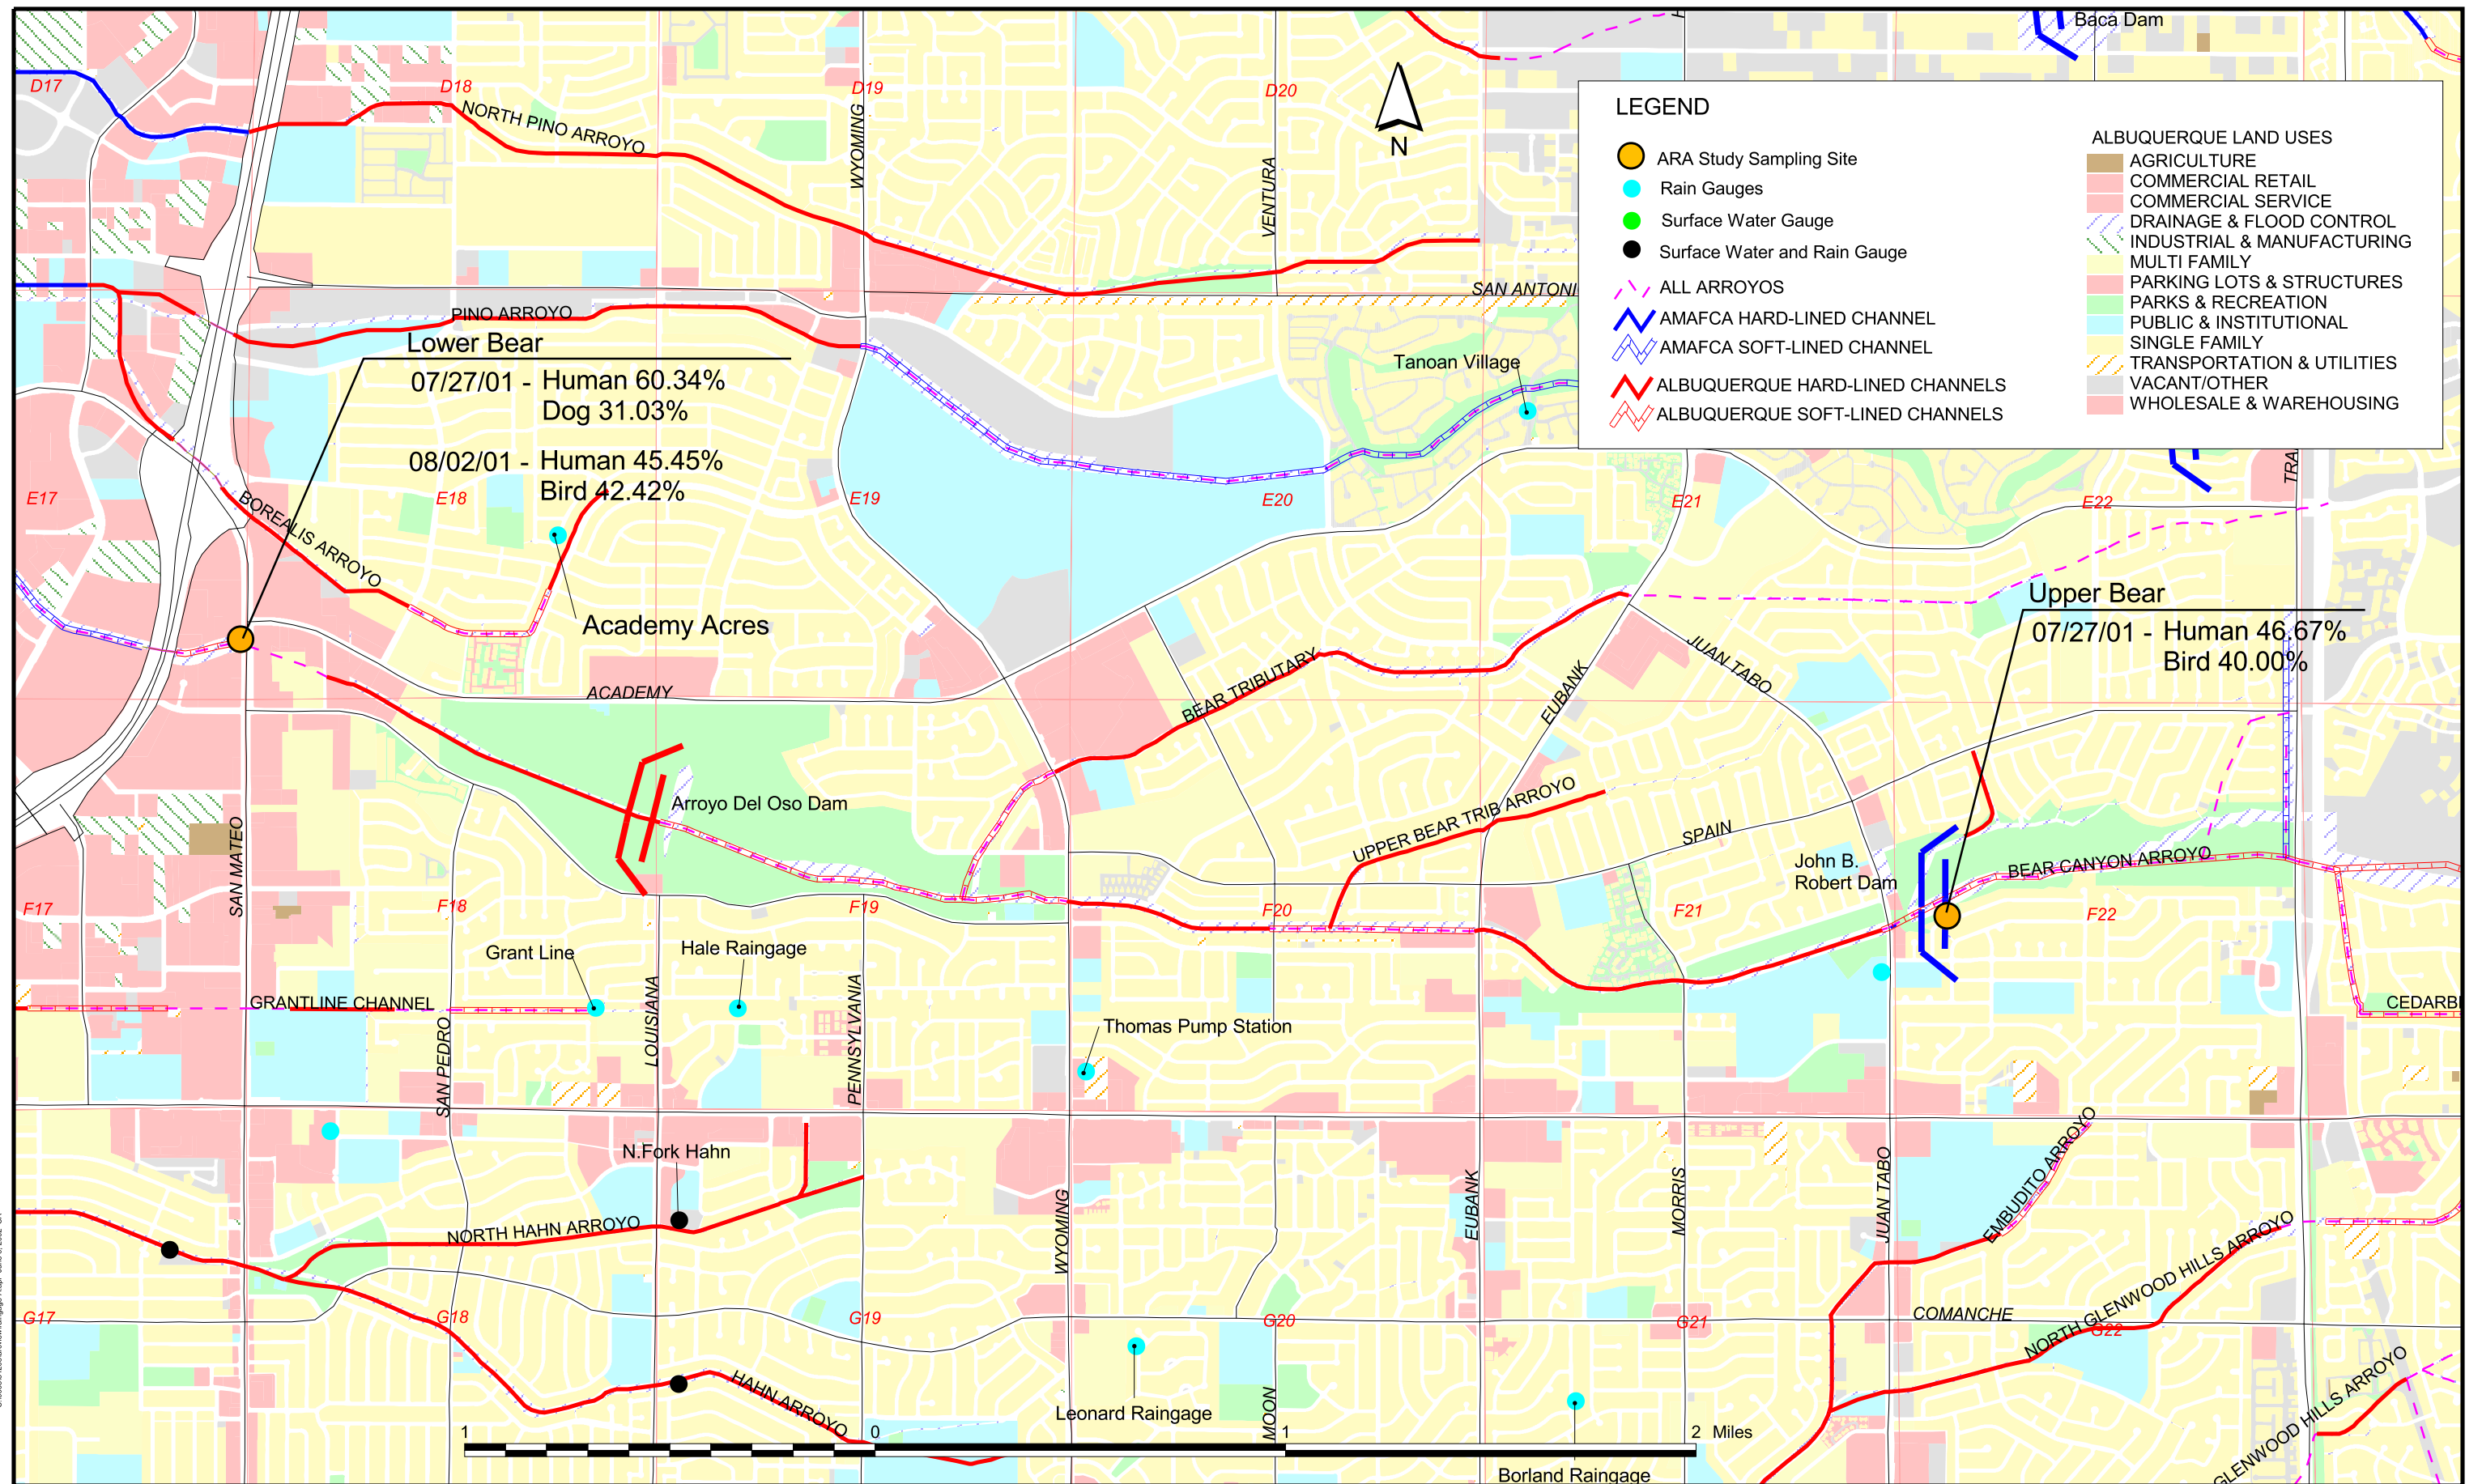 Baca Dam
D17
D18
D19
D20
NORTH PINO ARROYO
WYOMING
VENTURA
N
LEGEND
ARA Study Sampling Site
Rain Gauges
Surface Water Gauge
Surface Water and Rain Gauge
ALL ARROYOS
AMAFCA HARD-LINED CHANNEL
AMAFCA SOFT-LINED CHANNEL
ALBUQUERQUE HARD-LINED CHANNELS
ALBUQUERQUE SOFT-LINED CHANNELS
ALBUQUERQUE LAND USES
AGRICULTURE
COMMERCIAL RETAIL
COMMERCIAL SERVICE
DRAINAGE & FLOOD CONTROL
INDUSTRIAL & MANUFACTURING
MULTI FAMILY
PARKING LOTS & STRUCTURES
PARKS & RECREATION
PUBLIC & INSTITUTIONAL
SINGLE FAMILY
TRANSPORTATION & UTILITIES
VACANT/OTHER
WHOLESALE & WAREHOUSING
SAN ANTONI
PINO ARROYO
Lower Bear
07/27/01 - Human 60.34%
Dog 31.03%
08/02/01 - Human 45.45%
Bird 42.42%
Tanoan Village
TRA
E17
E18
E19
E20
E21
E22
BOREALIS ARROYO
Academy Acres
Upper Bear
07/27/01 - Human 46.67%
Bird 40.00%
ACADEMY
BEAR TRIBUTARY
EUBANK
JUAN TABO
Arroyo Del Oso Dam
UPPER BEAR TRIB ARROYO
SPAIN
John B.
Robert Dam
BEAR CANYON ARROYO
SAN MATEO
F17
F18
F19
F20
F21
F22
Grant Line
Hale Raingage
GRANTLINE CHANNEL
CEDARB
SAN PEDRO
LOUISIANA
PENNSYLVANIA
Thomas Pump Station
N.Fork Hahn
NORTH HAHN ARROYO
WYOMING
EUBANK
MORRIS
JUAN TABO
EMBUDITO ARROYO
NORTH GLENWOOD HILLS ARROYO
COMANCHE
G17
G18
G19
G20
G21
G22
HAHN ARROYO
Leonard Raingage
MOON
GLENWOOD HILLS ARROYO
1 0 1 2 Miles
Borland Raingage